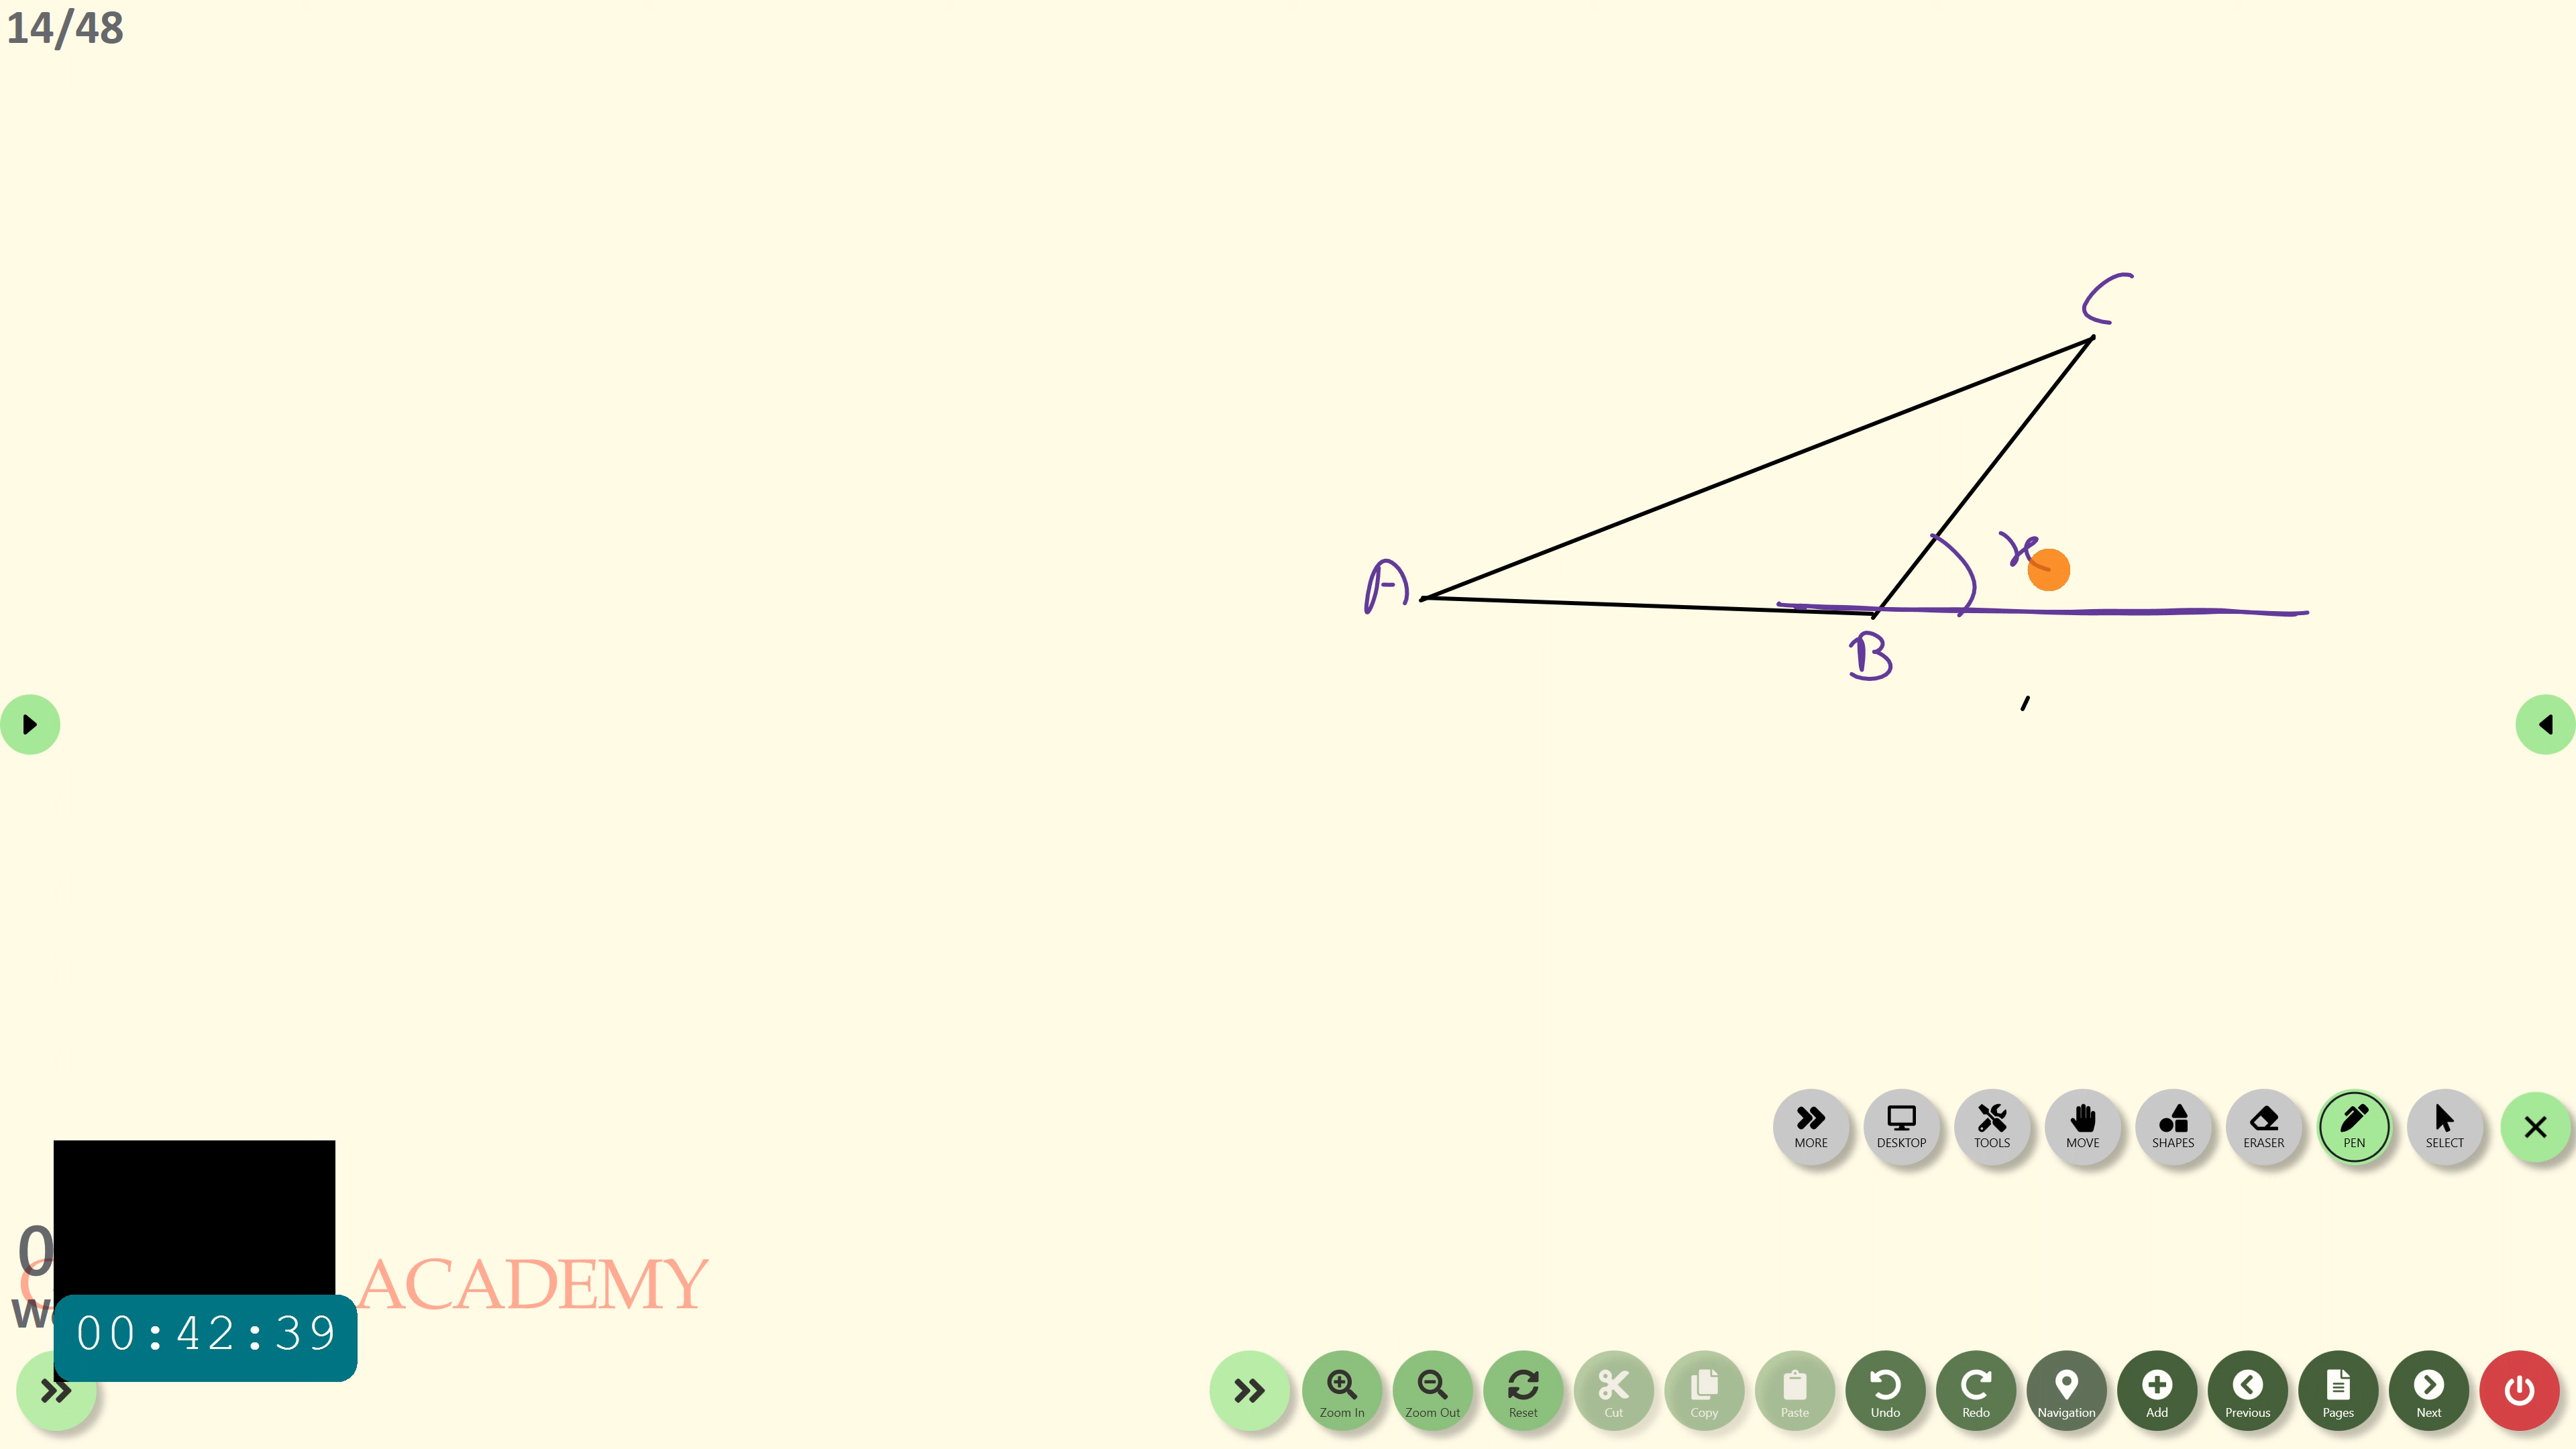 14/48
C
A
x
B
MORE DESKTOP TOOLS MOVE SHAPES ERASER PEN SELECT
ACADEMY
00:42:39
Zoom In Zoom Out Reset Cut Copy Paste Undo Redo Navigation Add Previous Pages Next